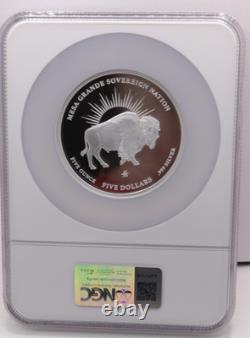 MESA GRANDE SOVEREIGN NATION
FIVE OUNCE
FIVE DOLLARS
.999 SILVER
NGC